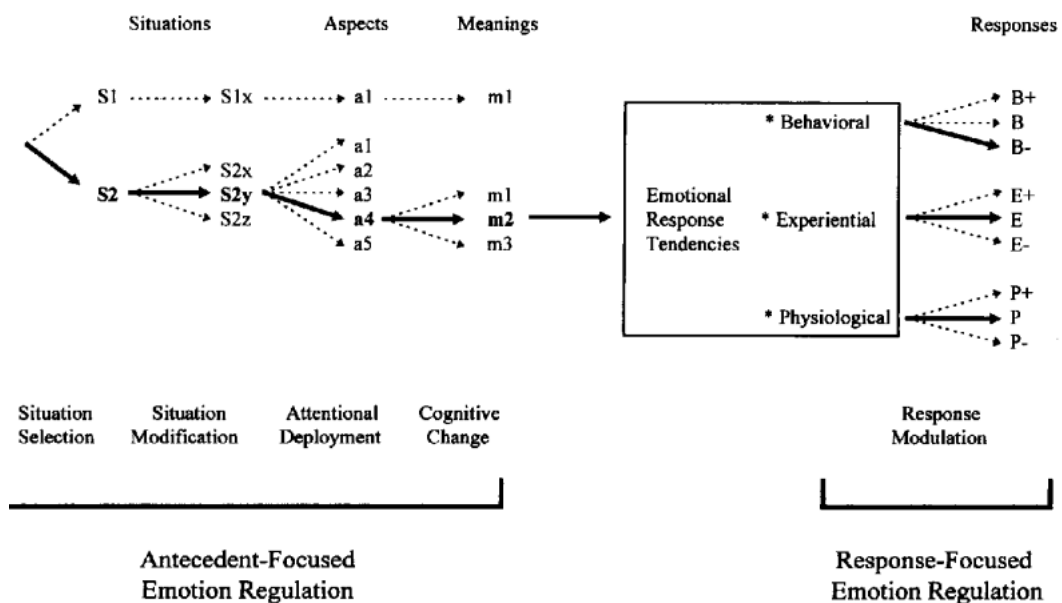 Situations Aspects Meanings Responses
S1 S1x a1 m1
B+
* Behavioral B
B-
a1
S2x a2
S2 S2y a3 m1
S2z a4 m2
a5 m3
Emotional
Response
Tendencies
* Experiential
E+
E
E-
P+
* Physiological P
P-
Situation
Selection
Situation
Modification
Attentional
Deployment
Cognitive
Change
Response
Modulation
Antecedent-Focused
Emotion Regulation
Response-Focused
Emotion Regulation